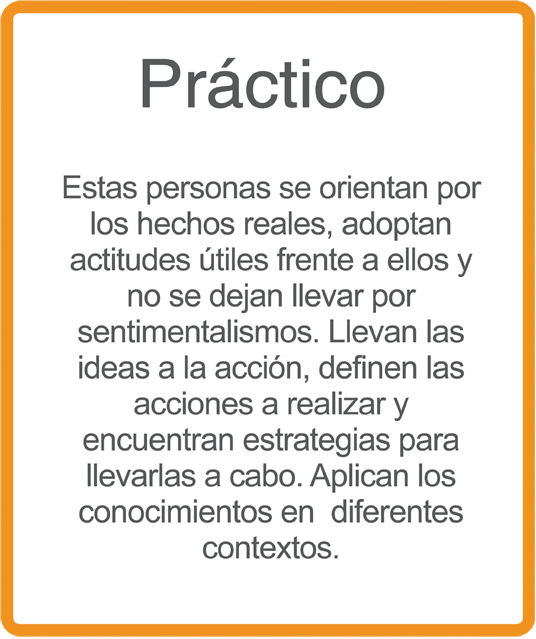 Práctico
Estas personas se orientan por
los hechos reales, adoptan
actitudes útiles frente a ellos y
no se dejan llevar por
sentimentalismos. Llevan las
ideas a la acción, definen las
acciones a realizar y
encuentran estrategias para
llevarlas a cabo. Aplican los
conocimientos en  diferentes
contextos.